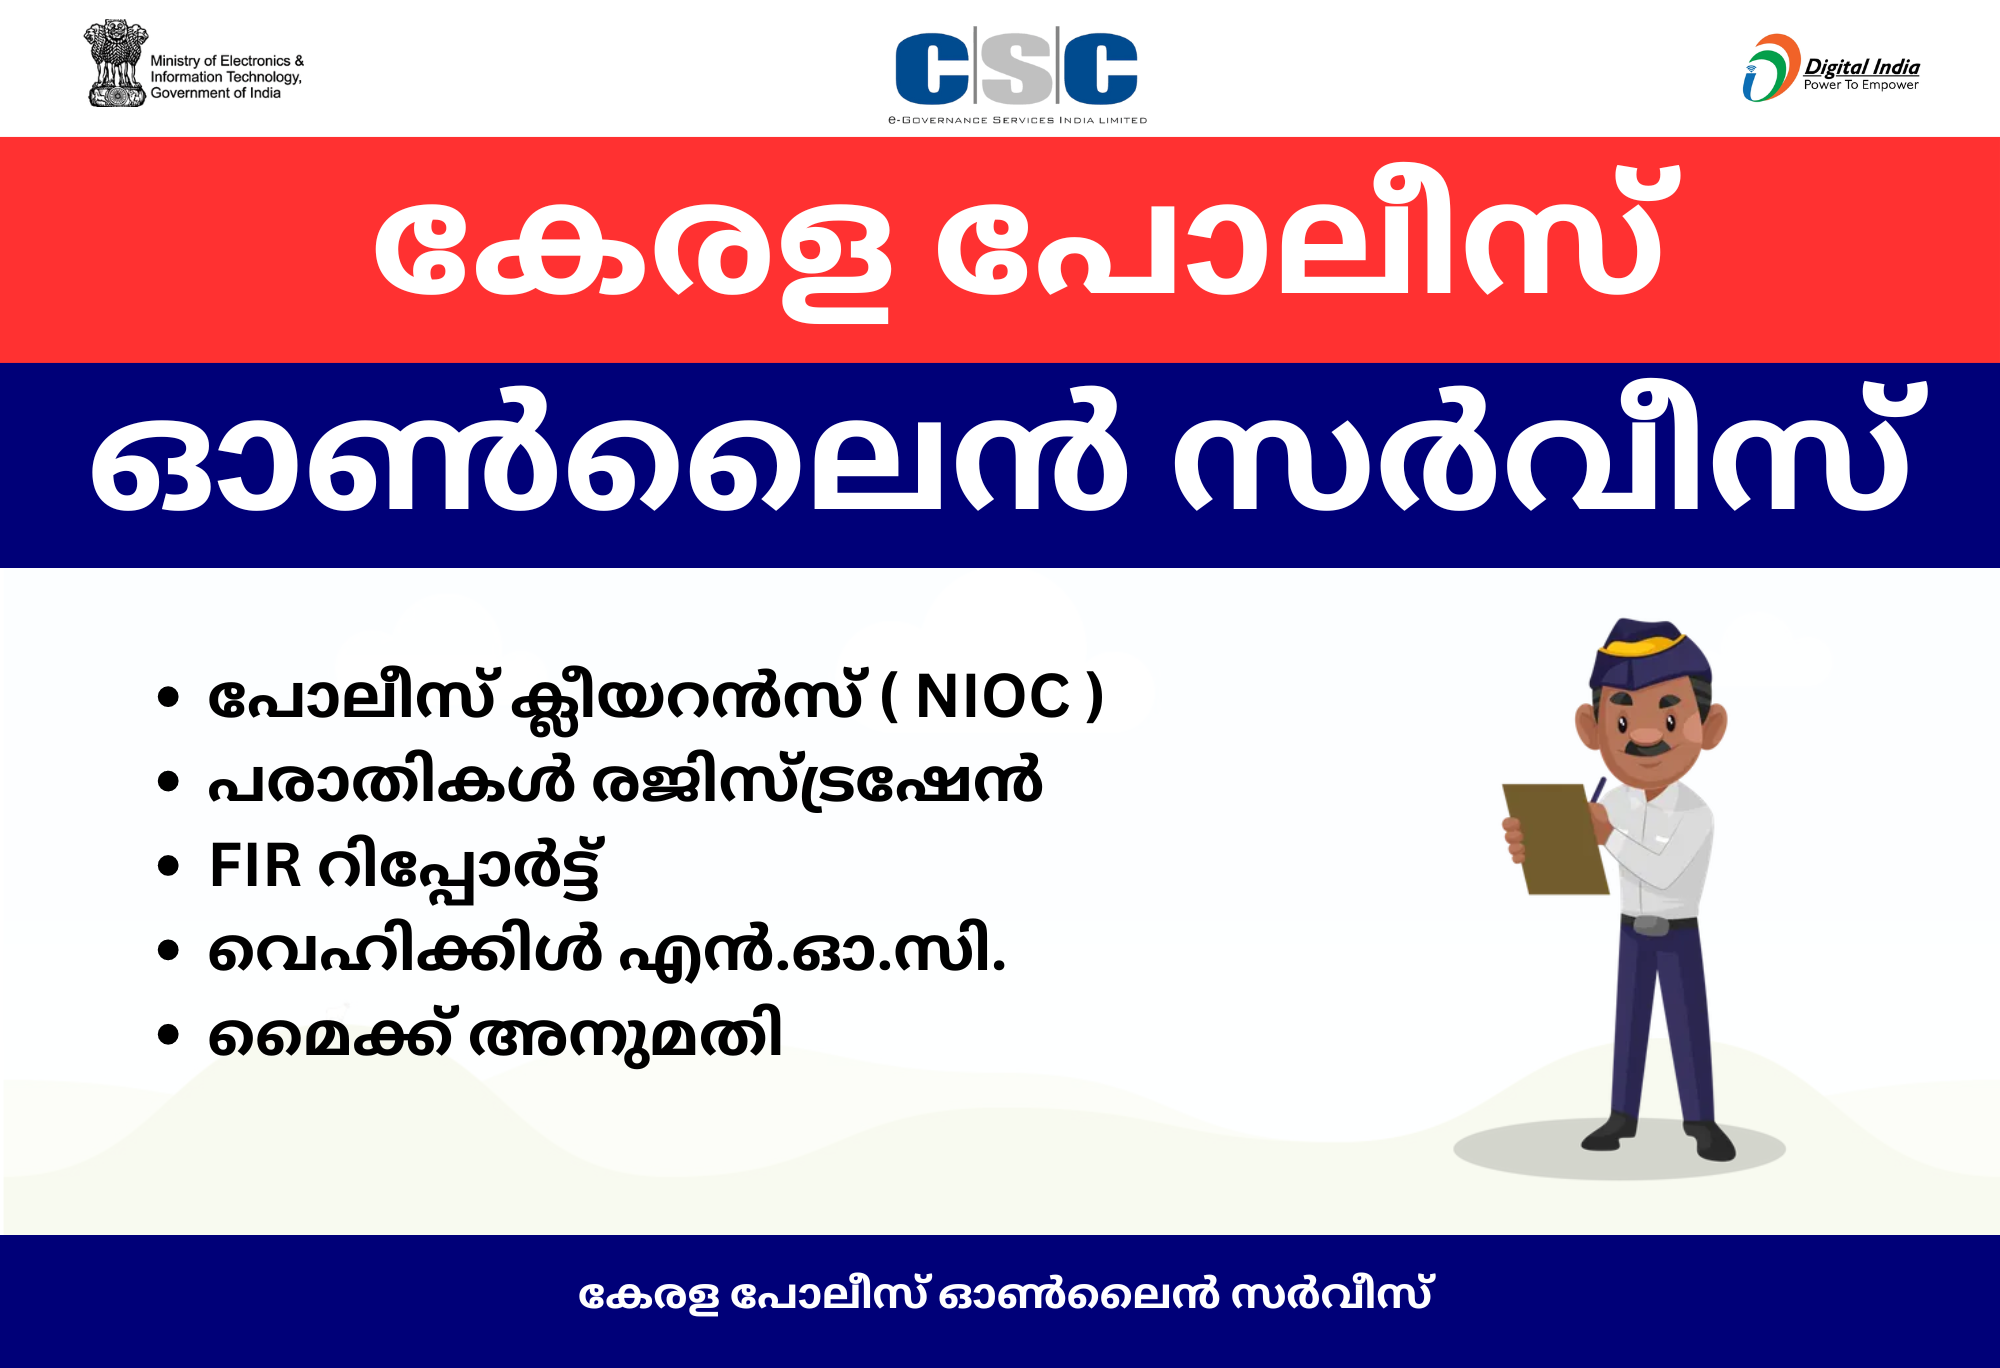 Ministry of Electronics &
Information Technology,
Government of India
CSC
e-Governance Services India Limited
Digital India
Power To Empower
കേരള പോലീസ്
ഓൺലൈൻ സർവീസ്
• പോലീസ് ക്ലീയറൻസ് ( NIOC )
• പരാതികൾ രജിസ്ട്രഷേൻ
• FIR റിപ്പോർട്ട്
• വെഹിക്കിൾ എൻ.ഓ.സി.
• മൈക്ക് അനുമതി
കേരള പോലീസ് ഓൺലൈൻ സർവീസ്